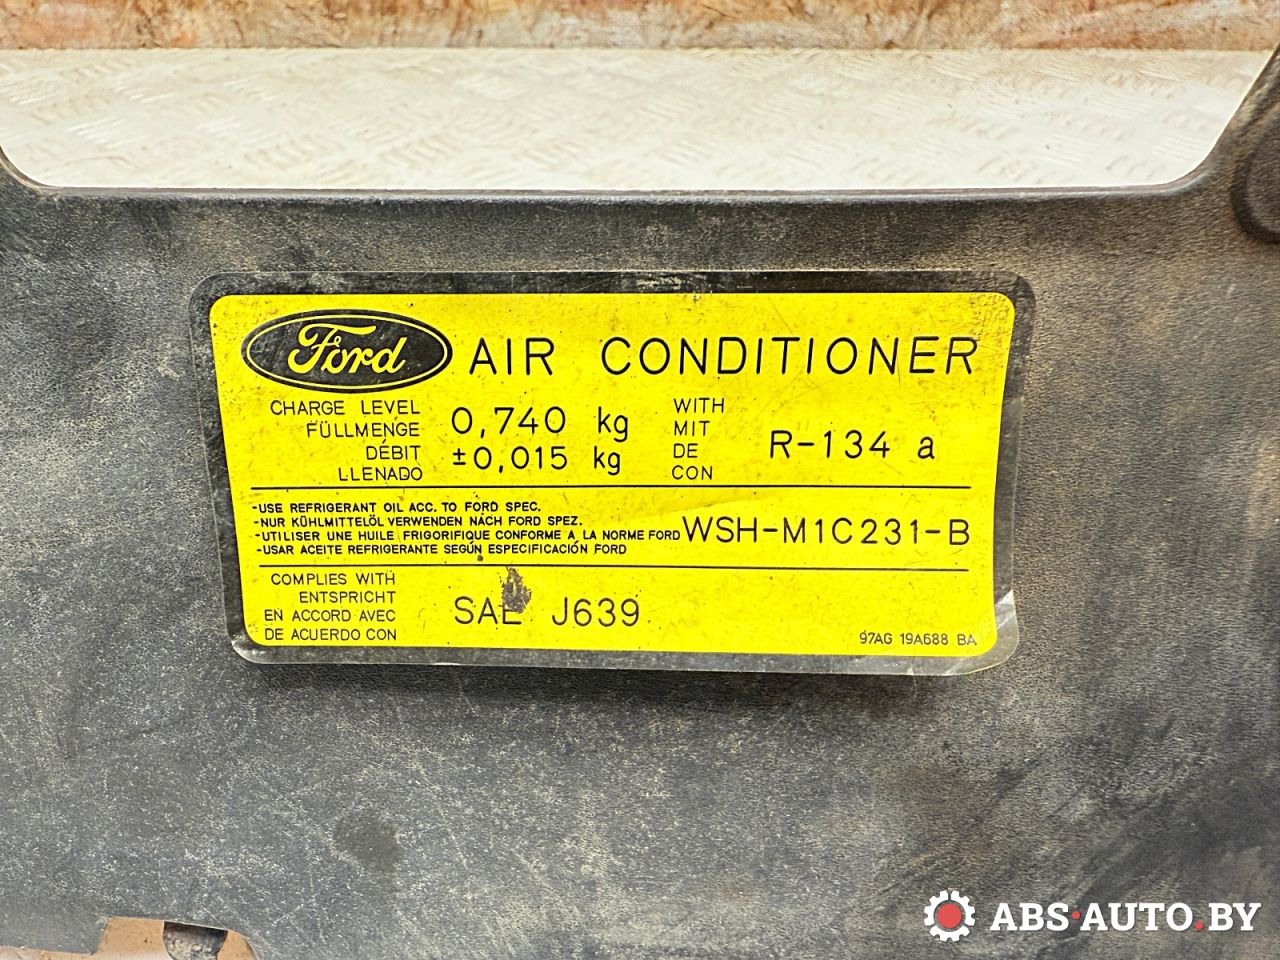 Ford AIR CONDITIONER
CHARGE LEVEL
FÜLLMENGE
DÉBIT
LLENADO
0,740 kg
±0,015 kg
WITH
MIT
DE
CON
R-134 a
-USE REFRIGERANT OIL ACC. TO FORD SPEC.
-NUR KÜHLMITTELÖL VERWENDEN NACH FORD SPEZ.
-UTILISER UNE HUILE FRIGORIFIQUE CONFORME A LA NORME FORD
-USAR ACEITE REFRIGERANTE SEGÚN ESPECIFICACIÓN FORD
WSH-M1C231-B
COMPLIES WITH
ENTSPRICHT
EN ACCORD AVEC
DE ACUERDO CON
SAE J639
97AG 19A688 BA
ABS·AUTO.BY